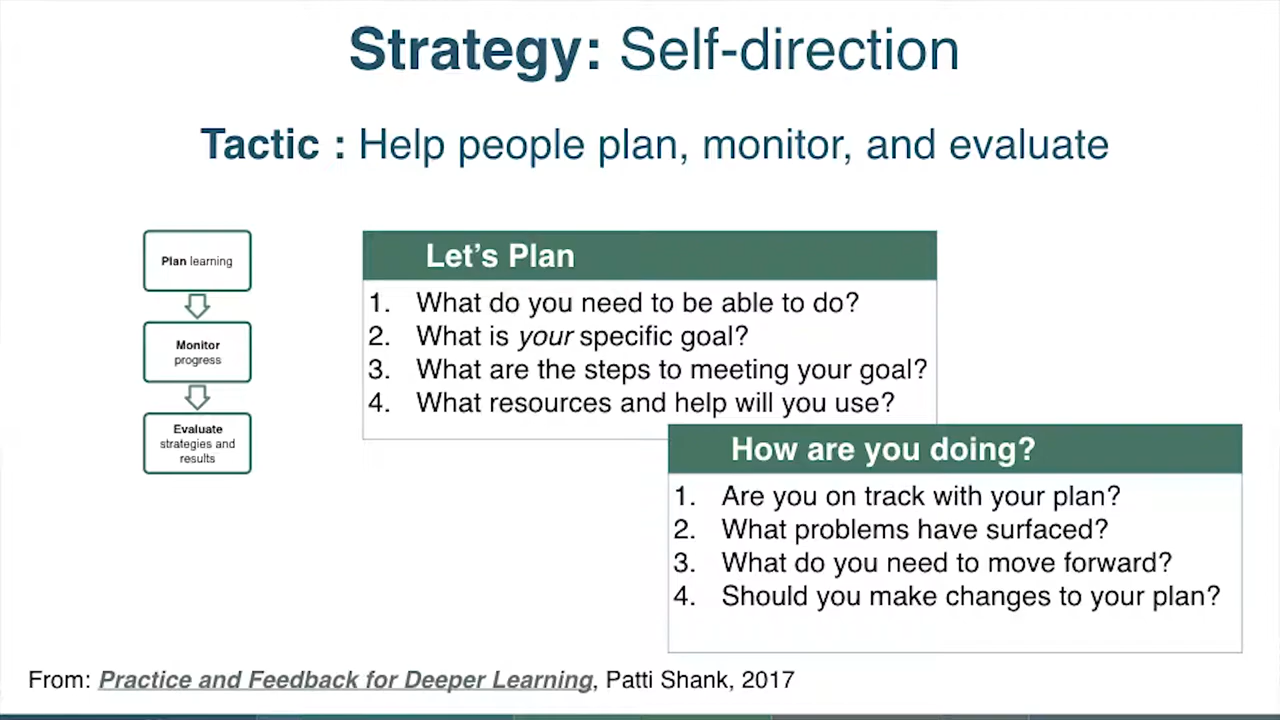 Strategy: Self-direction
Tactic : Help people plan, monitor, and evaluate
Plan learning
Monitor
progress
Evaluate
strategies and
results
Let's Plan
1. What do you need to be able to do?
2. What is your specific goal?
3. What are the steps to meeting your goal?
4. What resources and help will you use?
How are you doing?
1. Are you on track with your plan?
2. What problems have surfaced?
3. What do you need to move forward?
4. Should you make changes to your plan?
From: Practice and Feedback for Deeper Learning, Patti Shank, 2017